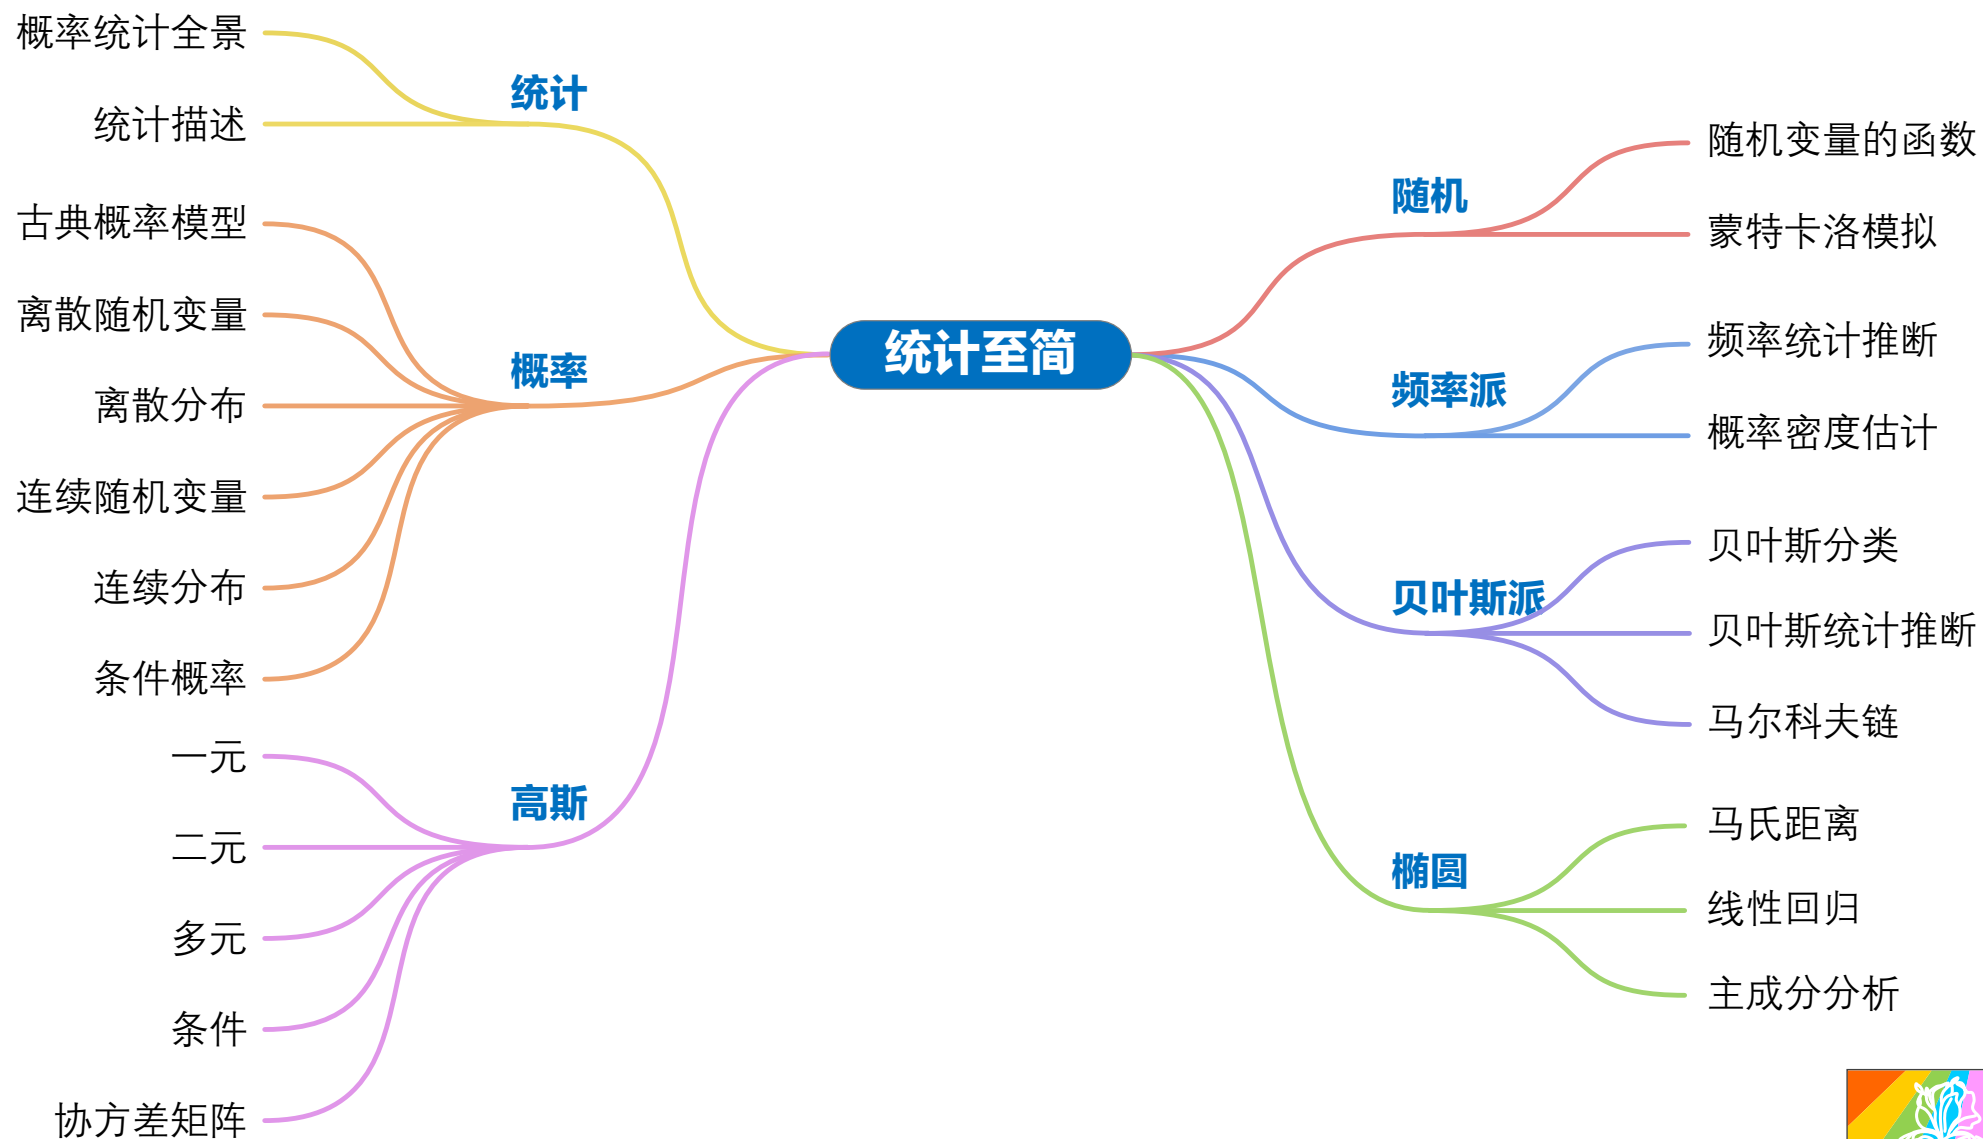 统计至简
统计
概率统计全景
统计描述
概率
古典概率模型
离散随机变量
离散分布
连续随机变量
连续分布
条件概率
高斯
一元
二元
多元
条件
协方差矩阵
随机
随机变量的函数
蒙特卡洛模拟
频率派
频率统计推断
概率密度估计
贝叶斯派
贝叶斯分类
贝叶斯统计推断
马尔科夫链
椭圆
马氏距离
线性回归
主成分分析